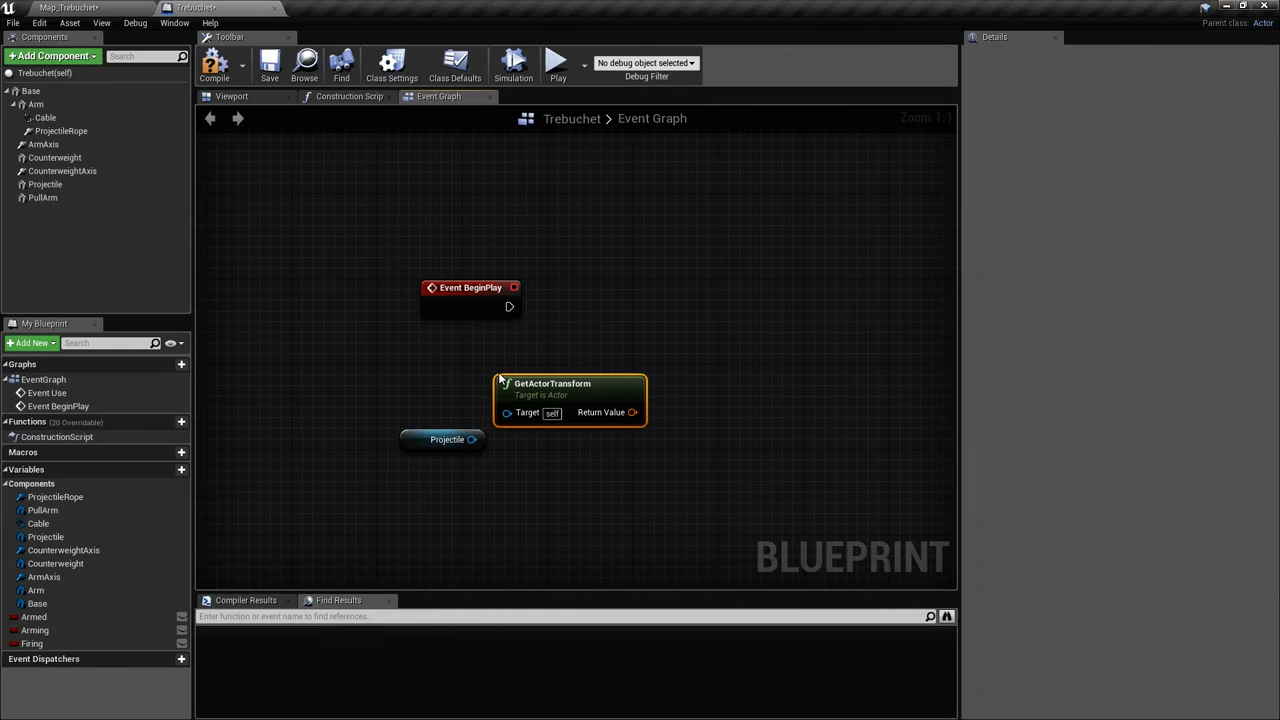 Map_Trebuchet*
Trebuchet*
File
Edit
Asset
View
Debug
Window
Help
Parent class: Actor
Components
Toolbar
Details
+Add Component
Search
Compile
Save
Browse
Find
Class Settings
Class Defaults
Simulation
Play
No debug object selected
Debug Filter
Trebuchet(self)
Base
Arm
Cable
ProjectileRope
ArmAxis
Counterweight
CounterweightAxis
Projectile
PullArm
Viewport
Construction Scrip
Event Graph
Trebuchet > Event Graph
Zoom 1:1
Event BeginPlay
GetActorTransform
Target is Actor
Target self
Return Value
Projectile
BLUEPRINT
My Blueprint
+Add New
Search
Graphs
EventGraph
Event Use
Event BeginPlay
Functions (20 Overridable)
ConstructionScript
Macros
Variables
Components
ProjectileRope
PullArm
Cable
Projectile
CounterweightAxis
Counterweight
ArmAxis
Arm
Base
Armed
Arming
Firing
Event Dispatchers
Compiler Results
Find Results
Enter function or event name to find references...